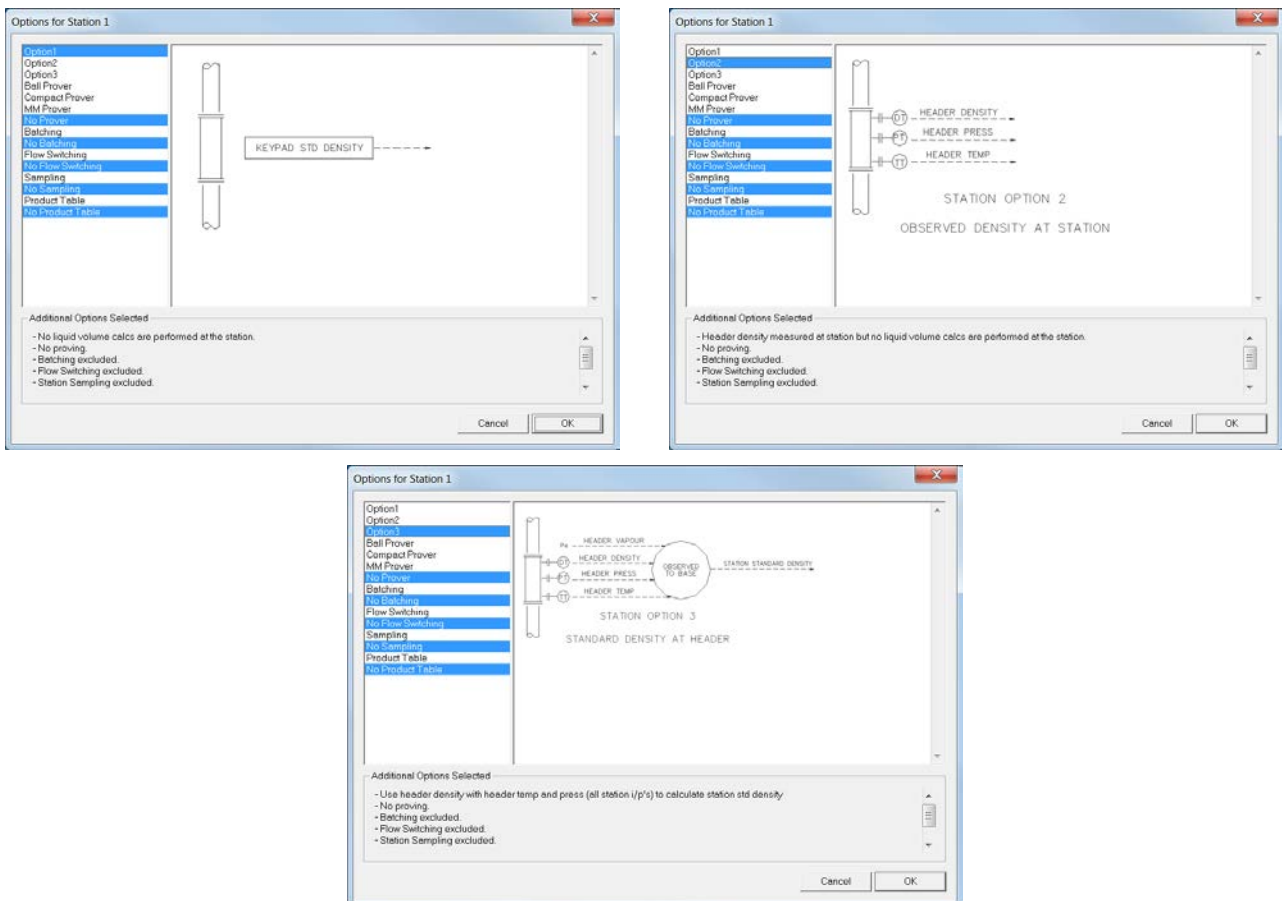 Options for Station 1
Option1
Option2
Option3
Ball Prover
Compact Prover
MM Prover
No Prover
Batching
No Batching
Flow Switching
No Flow Switching
Sampling
No Sampling
Product Table
No Product Table
KEYPAD STD DENSITY
Additional Options Selected
- No liquid volume calcs are performed at the station.
- No proving.
- Batching excluded.
- Flow Switching excluded.
- Station Sampling excluded.
Cancel
OK
Options for Station 1
Option1
Option2
Option3
Ball Prover
Compact Prover
MM Prover
No Prover
Batching
No Batching
Flow Switching
No Flow Switching
Sampling
No Sampling
Product Table
No Product Table
DT HEADER DENSITY
PT HEADER PRESS
TT HEADER TEMP
STATION OPTION 2
OBSERVED DENSITY AT STATION
Additional Options Selected
- Header density measured at station but no liquid volume calcs are performed at the station.
- No proving.
- Batching excluded.
- Flow Switching excluded.
- Station Sampling excluded.
Cancel
OK
Options for Station 1
Option1
Option2
Option3
Ball Prover
Compact Prover
MM Prover
No Prover
Batching
No Batching
Flow Switching
No Flow Switching
Sampling
No Sampling
Product Table
No Product Table
Pe HEADER VAPOUR
DT HEADER DENSITY
PT HEADER PRESS
TT HEADER TEMP
OBSERVED
TO BASE
STATION STANDARD DENSITY
STATION OPTION 3
STANDARD DENSITY AT HEADER
Additional Options Selected
- Use header density with header temp and press (all station i/p's) to calculate station std density
- No proving.
- Batching excluded.
- Flow Switching excluded.
- Station Sampling excluded.
Cancel
OK